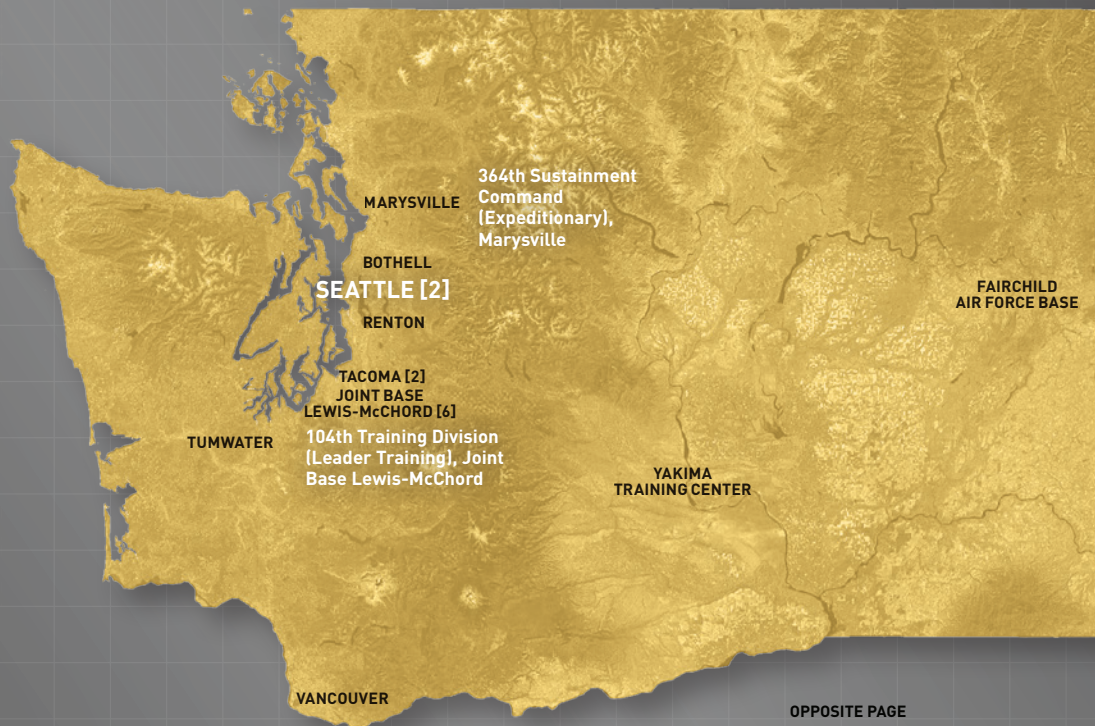 364th Sustainment
Command
(Expeditionary),
Marysville
MARYSVILLE
BOTHELL
SEATTLE [2]
RENTON
FAIRCHILD
AIR FORCE BASE
TACOMA [2]
JOINT BASE
LEWIS-McCHORD [6]
TUMWATER
104th Training Division
(Leader Training), Joint
Base Lewis-McChord
YAKIMA
TRAINING CENTER
VANCOUVER
OPPOSITE PAGE